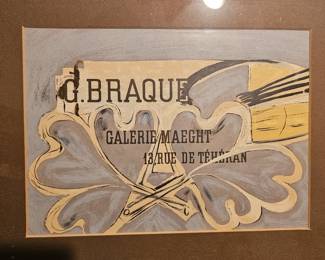 G. BRAQUE
GALERIE MAEGHT
13, RUE DE TÉHÉRAN